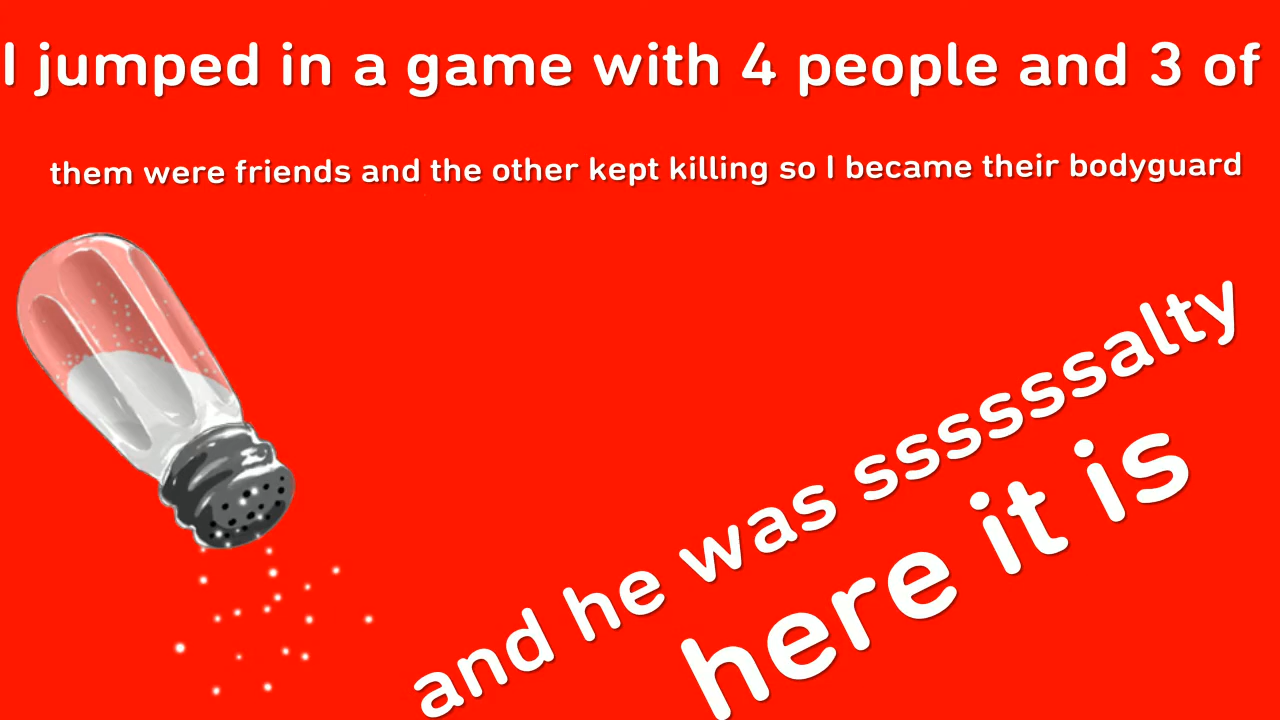 I jumped in a game with 4 people and 3 of
them were friends and the other kept killing so I became their bodyguard
and he was sssssssalty
here it is